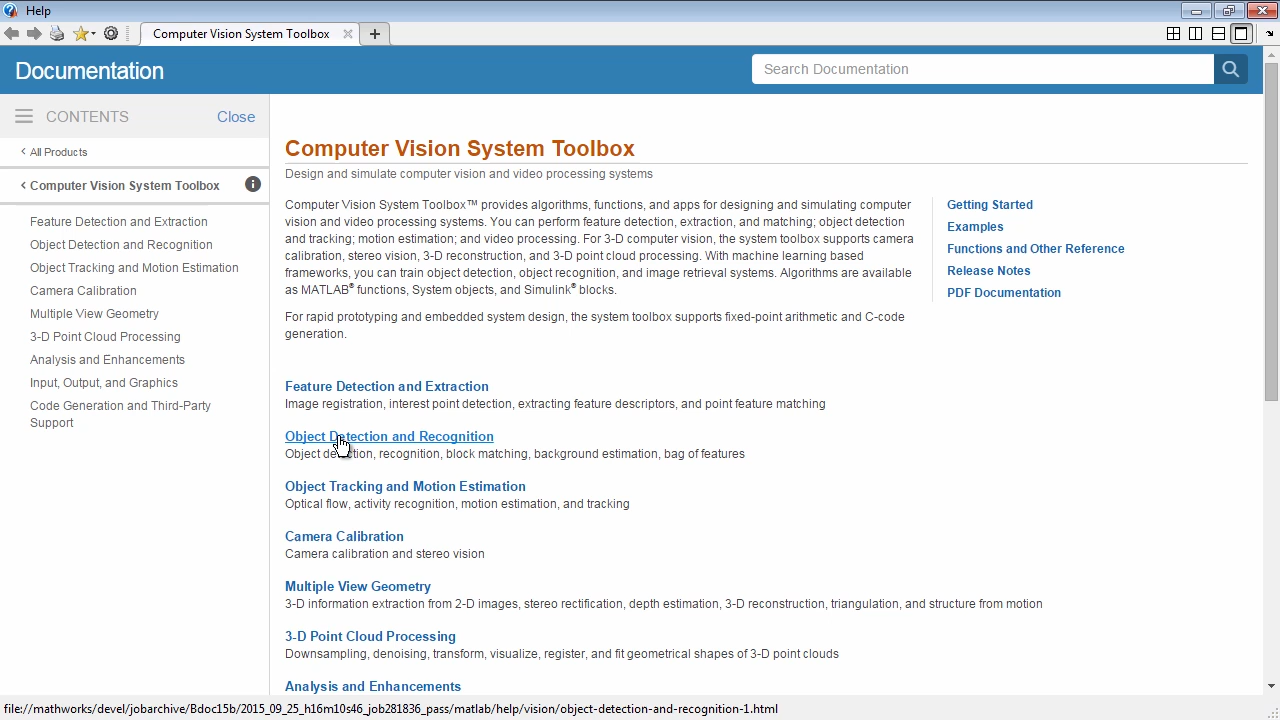 Help
Computer Vision System Toolbox
Documentation
Search Documentation
CONTENTS
Close
All Products
Computer Vision System Toolbox
Feature Detection and Extraction
Object Detection and Recognition
Object Tracking and Motion Estimation
Camera Calibration
Multiple View Geometry
3-D Point Cloud Processing
Analysis and Enhancements
Input, Output, and Graphics
Code Generation and Third-Party
Support
Computer Vision System Toolbox
Design and simulate computer vision and video processing systems
Computer Vision System Toolbox™ provides algorithms, functions, and apps for designing and simulating computer
vision and video processing systems. You can perform feature detection, extraction, and matching; object detection
and tracking; motion estimation; and video processing. For 3-D computer vision, the system toolbox supports camera
calibration, stereo vision, 3-D reconstruction, and 3-D point cloud processing. With machine learning based
frameworks, you can train object detection, object recognition, and image retrieval systems. Algorithms are available
as MATLAB® functions, System objects, and Simulink® blocks.
For rapid prototyping and embedded system design, the system toolbox supports fixed-point arithmetic and C-code
generation.
Getting Started
Examples
Functions and Other Reference
Release Notes
PDF Documentation
Feature Detection and Extraction
Image registration, interest point detection, extracting feature descriptors, and point feature matching
Object Detection and Recognition
Object detection, recognition, block matching, background estimation, bag of features
Object Tracking and Motion Estimation
Optical flow, activity recognition, motion estimation, and tracking
Camera Calibration
Camera calibration and stereo vision
Multiple View Geometry
3-D information extraction from 2-D images, stereo rectification, depth estimation, 3-D reconstruction, triangulation, and structure from motion
3-D Point Cloud Processing
Downsampling, denoising, transform, visualize, register, and fit geometrical shapes of 3-D point clouds
Analysis and Enhancements
file://mathworks/devel/jobarchive/Bdoc15b/2015_09_25_h16m10s46_job281836_pass/matlab/help/vision/object-detection-and-recognition-1.html